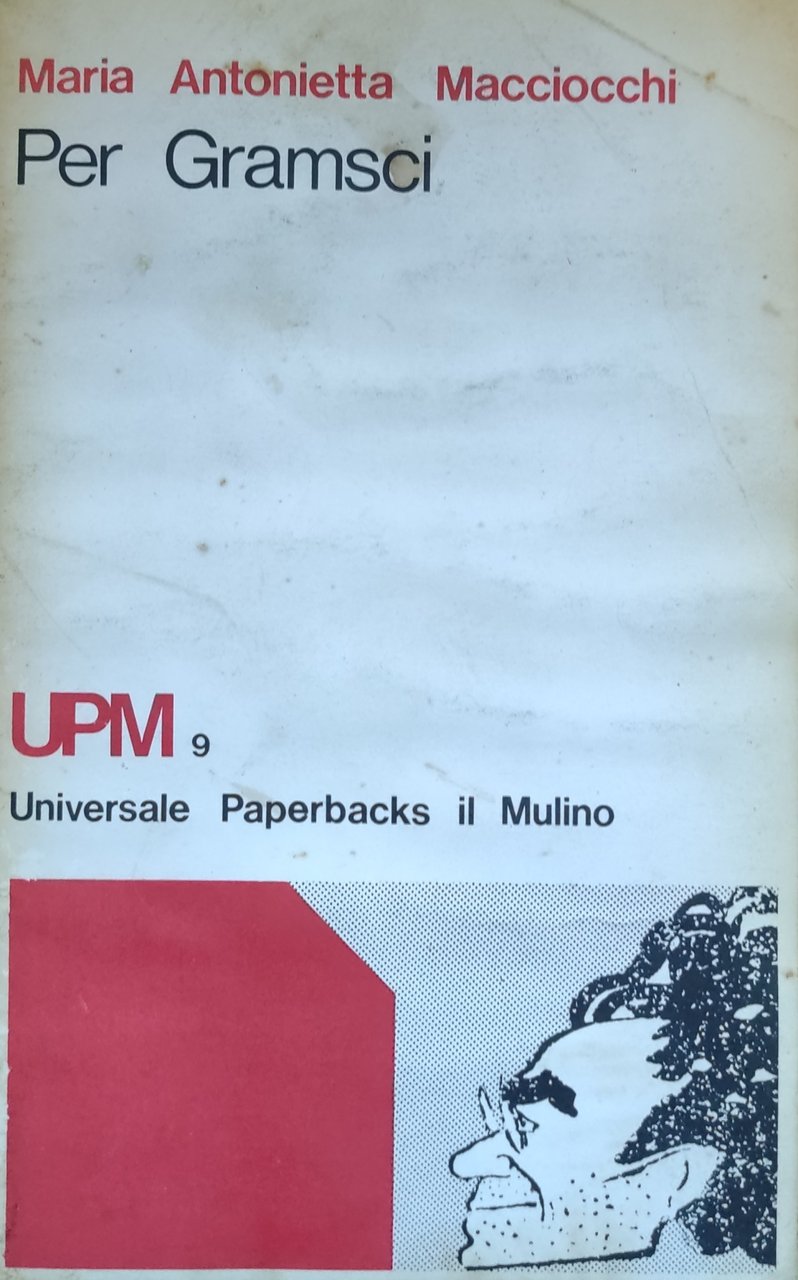 Maria Antonietta Macciocchi
Per Gramsci
UPM 9
Universale Paperbacks il Mulino